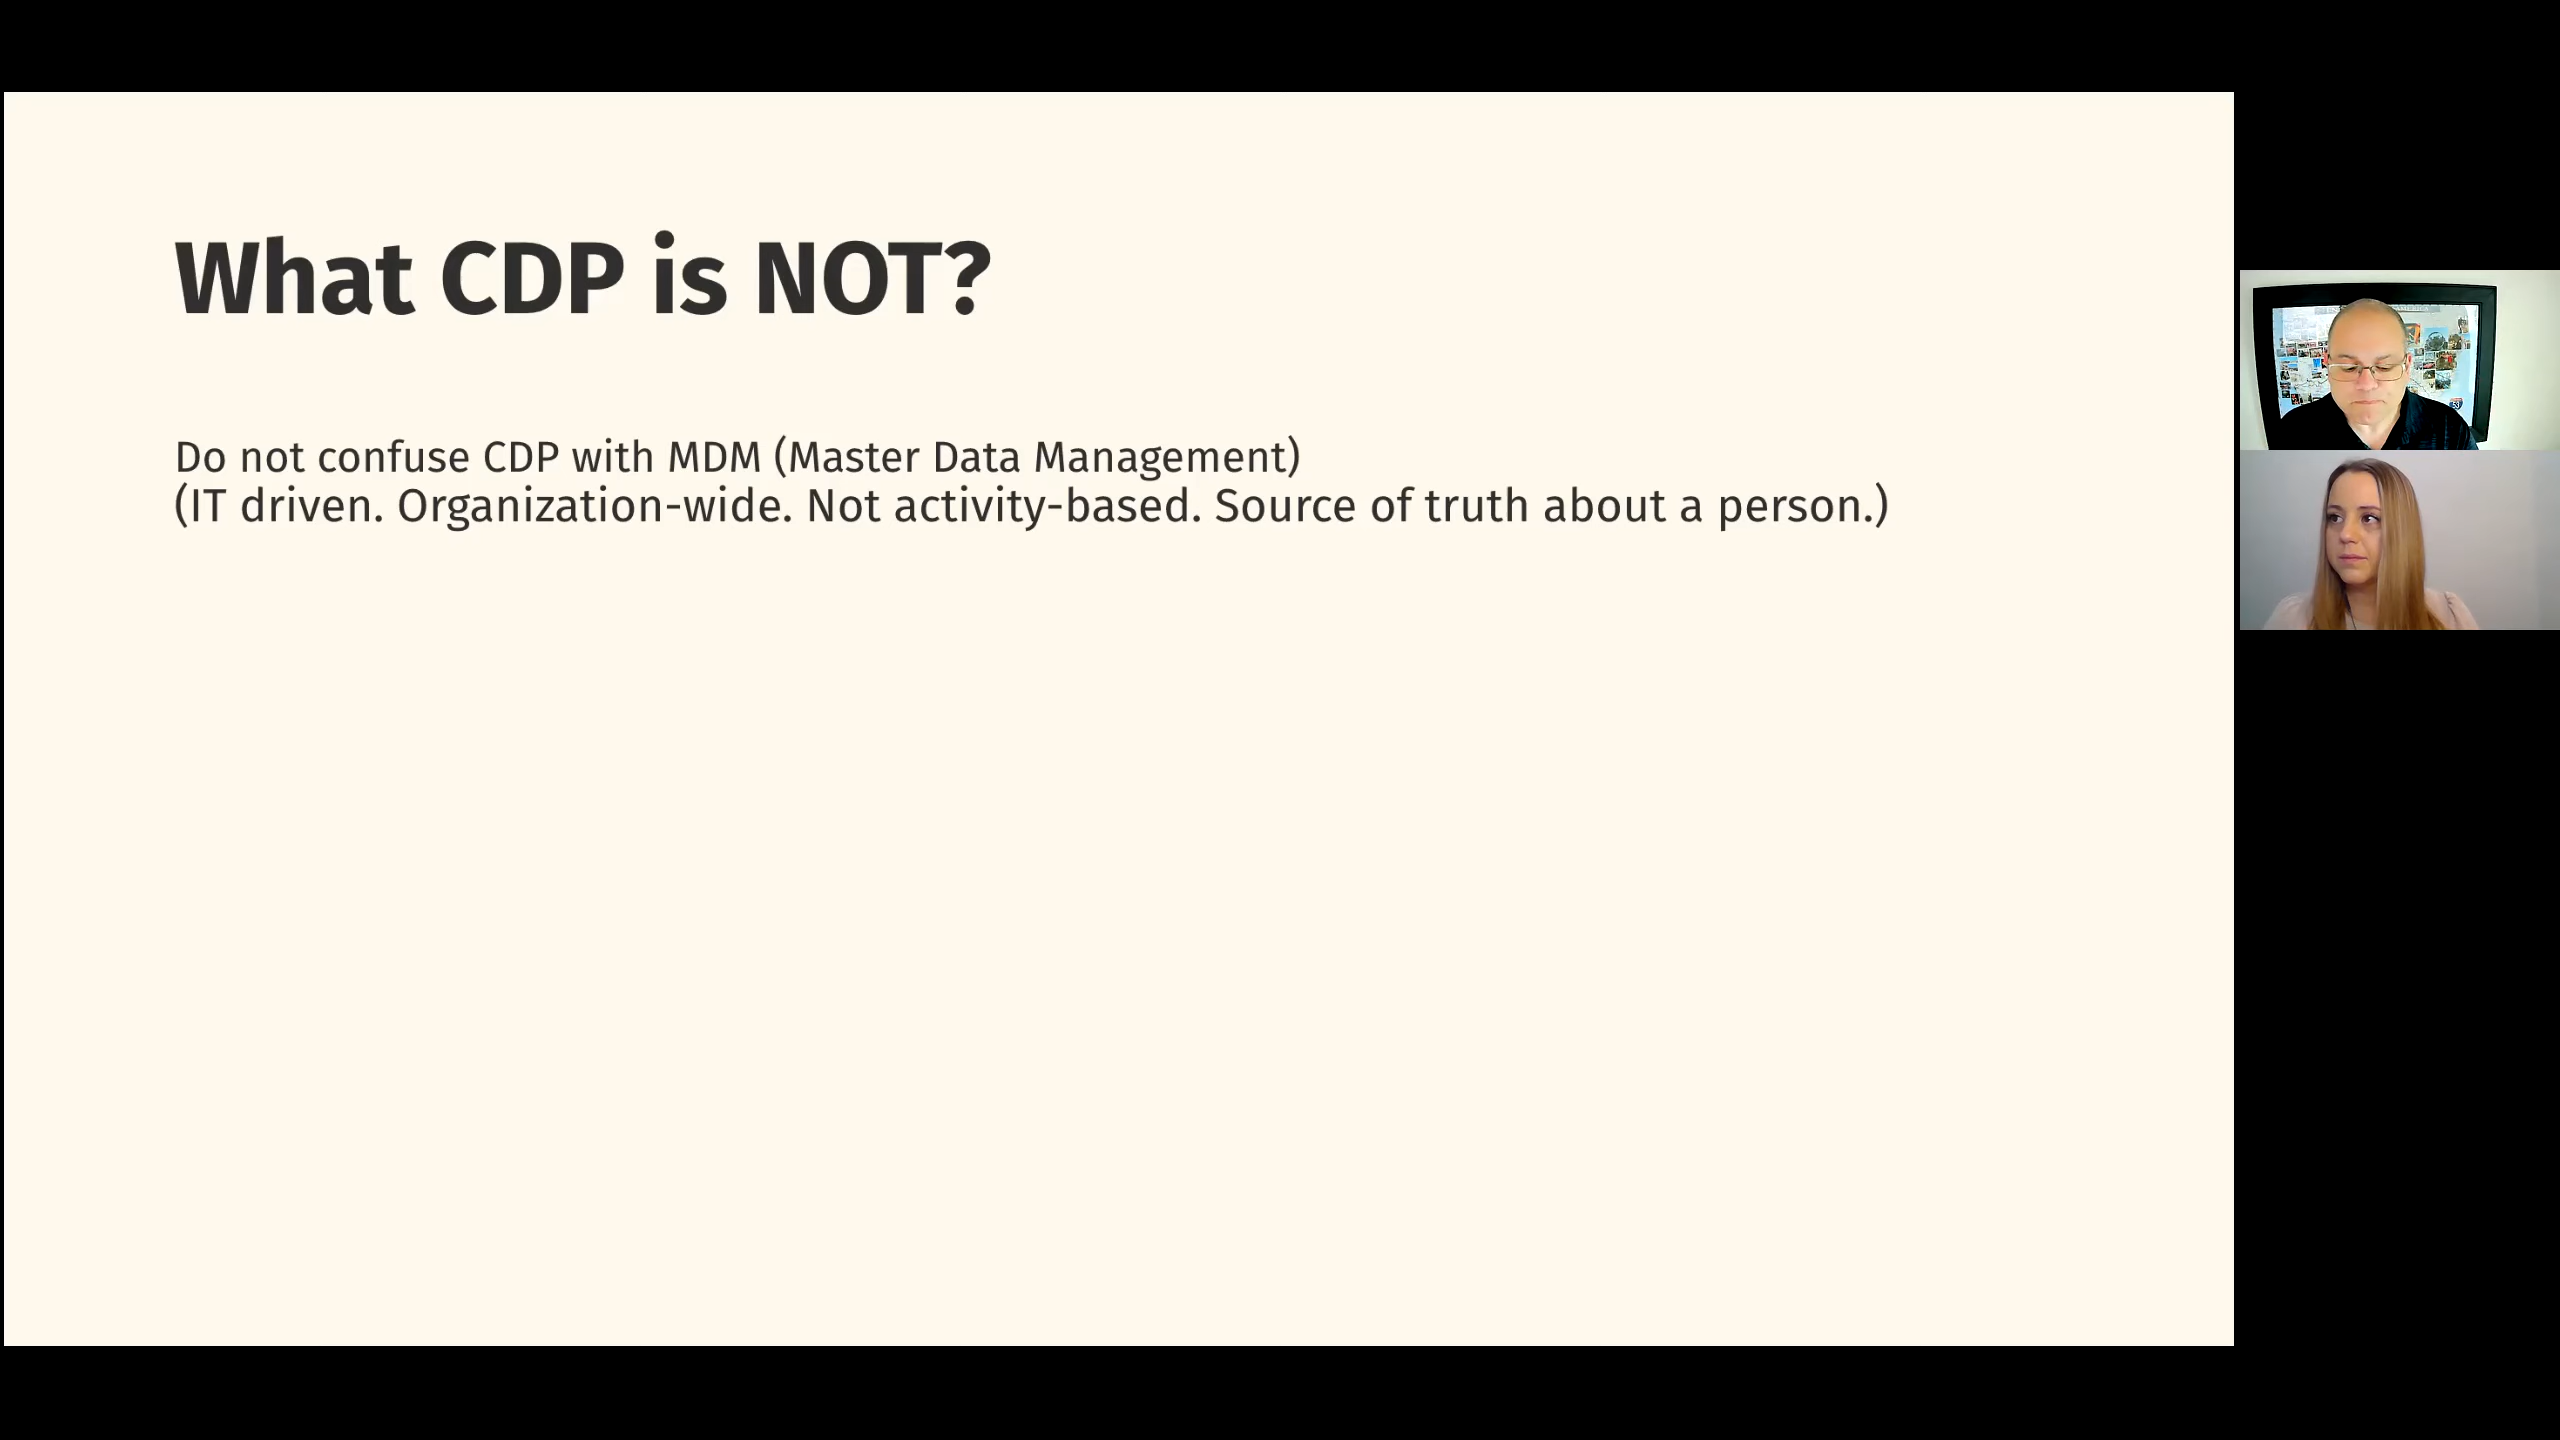 What CDP is NOT?
Do not confuse CDP with MDM (Master Data Management)
(IT driven. Organization-wide. Not activity-based. Source of truth about a person.)